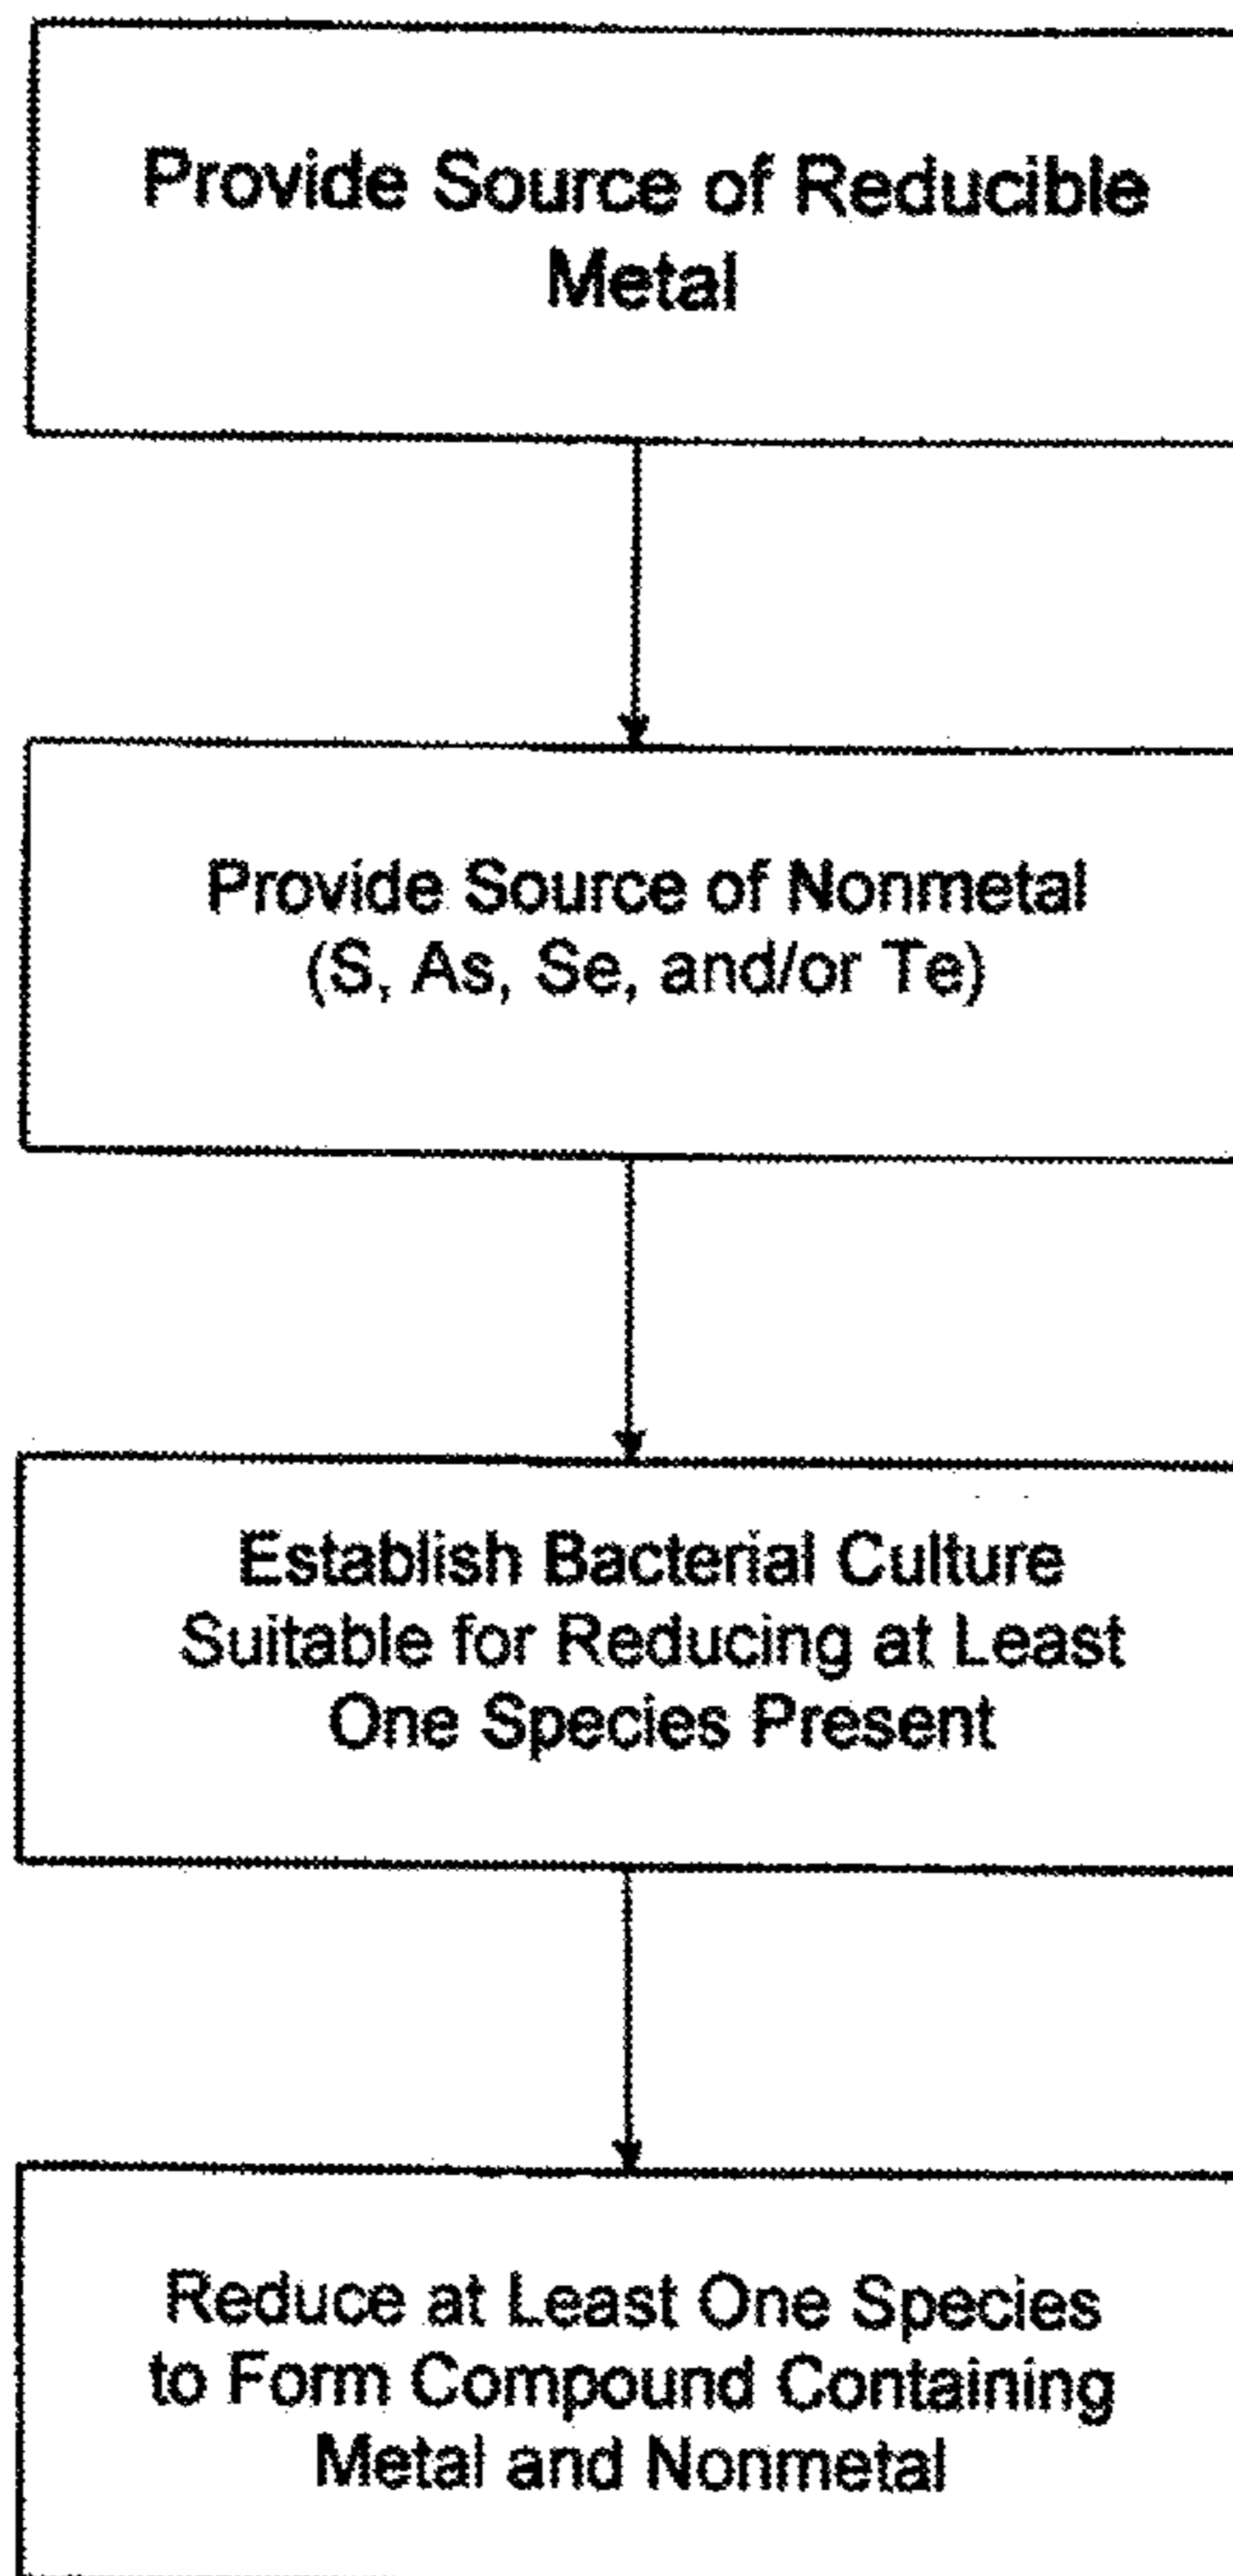 Provide Source of Reducible
Metal
Provide Source of Nonmetal
(S, As, Se, and/or Te)
Establish Bacterial Culture
Suitable for Reducing at Least
One Species Present
Reduce at Least One Species
to Form Compound Containing
Metal and Nonmetal